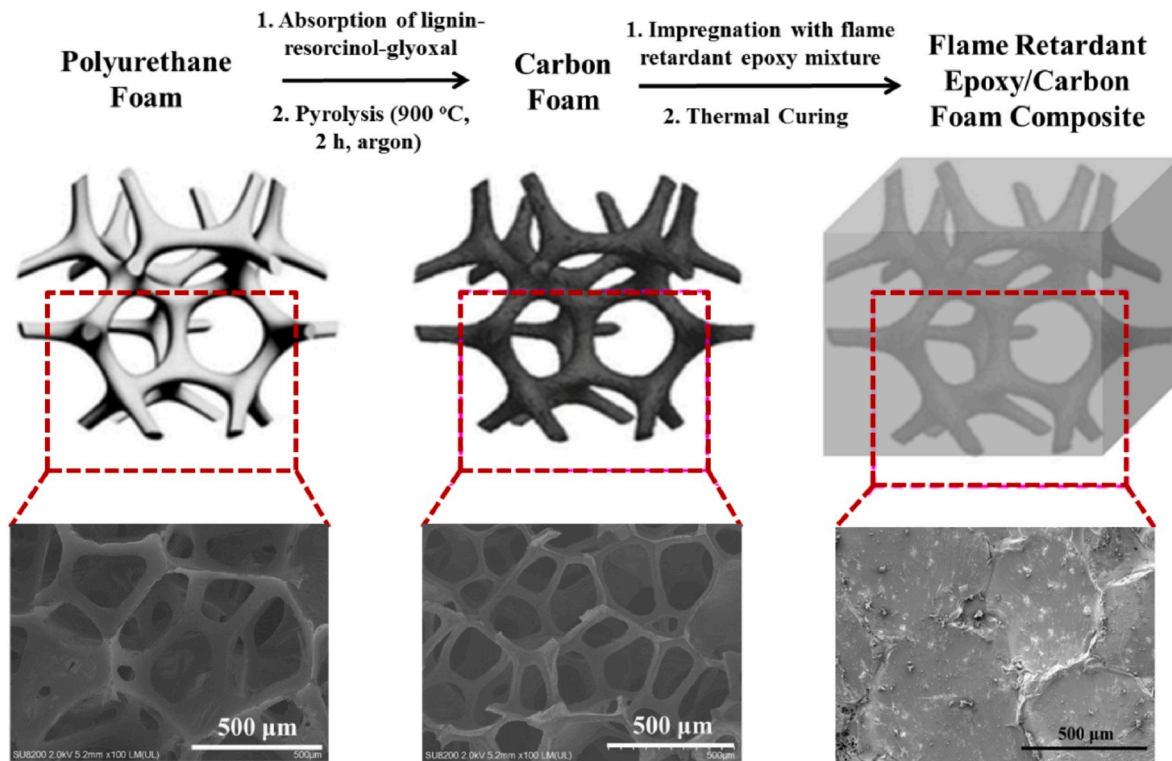 Polyurethane
Foam
1. Absorption of lignin-
resorcinol-glyoxal
2. Pyrolysis (900 °C,
2 h, argon)
Carbon
Foam
1. Impregnation with flame
retardant epoxy mixture
2. Thermal Curing
Flame Retardant
Epoxy/Carbon
Foam Composite
500 µm
SU8200 2.0kV 5.2mm x100 LM(UL)
500µm
500 µm
SU8200 2.0kV 5.2mm x100 LM(UL)
500µm
500 µm